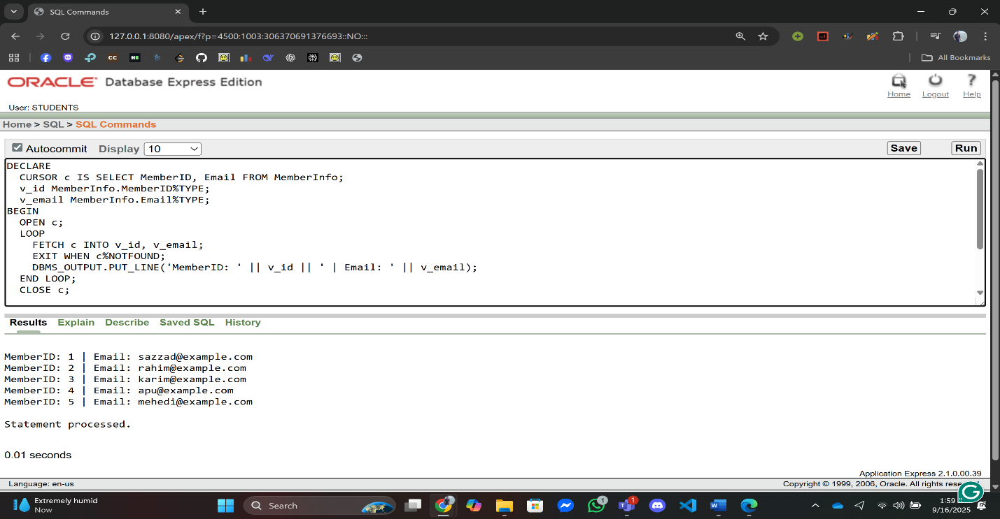 SQL Commands
127.0.0.1:8080/apex/f?p=4500:1003:306370691376693::NO:::
CC
All Bookmarks
ORACLE Database Express Edition
Home Logout Help
User: STUDENTS
Home > SQL > SQL Commands
Autocommit Display 10 Save Run
DECLARE
CURSOR c IS SELECT MemberID, Email FROM MemberInfo;
v_id MemberInfo.MemberID%TYPE;
v_email MemberInfo.Email%TYPE;
BEGIN
OPEN c;
LOOP
FETCH c INTO v_id, v_email;
EXIT WHEN c%NOTFOUND;
DBMS_OUTPUT.PUT_LINE('MemberID: ' || v_id || ' | Email: ' || v_email);
END LOOP;
CLOSE c;
Results Explain Describe Saved SQL History
MemberID: 1 | Email: sazzad@example.com
MemberID: 2 | Email: rahim@example.com
MemberID: 3 | Email: karim@example.com
MemberID: 4 | Email: apu@example.com
MemberID: 5 | Email: mehedi@example.com
Statement processed.
0.01 seconds
Application Express 2.1.0.00.39
Language: en-us Copyright © 1999, 2006, Oracle. All rights
Extremely humid
Now
Search
1
1
1:59
9/16/2025